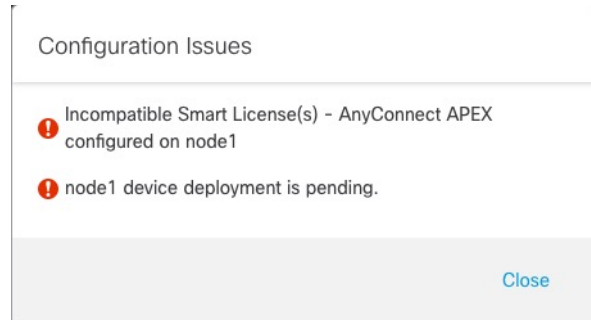 Configuration Issues
Incompatible Smart License(s) - AnyConnect APEX
configured on node1
node1 device deployment is pending.
Close